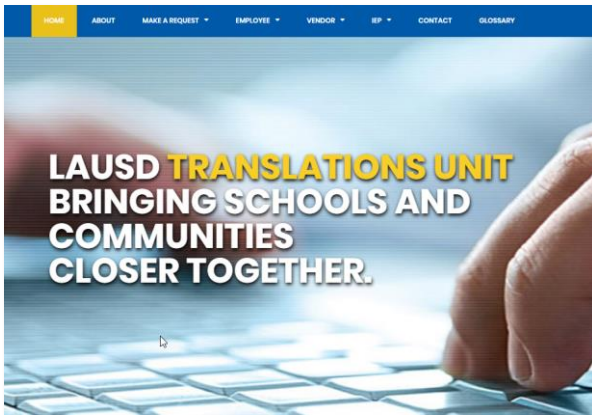 HOME ABOUT MAKE A REQUEST EMPLOYEE VENDOR IEP CONTACT GLOSSARY
LAUSD TRANSLATIONS UNIT
BRINGING SCHOOLS AND
COMMUNITIES
CLOSER TOGETHER.